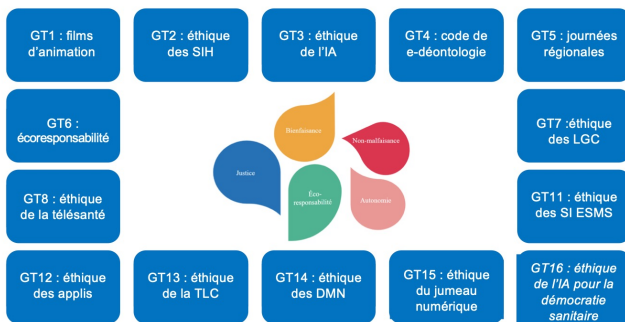 GT1 : films
d’animation
GT2 : éthique
des SIH
GT3 : éthique
de l’IA
GT4 : code de
e-déontologie
GT5 : journées
régionales
GT6 :
écoresponsabilité
Bienfaisance
Non-malfaisance
GT7 :éthique
des LGC
Justice
Éco-
responsabilité
Autonomie
GT8 : éthique
de la télésanté
GT11 : éthique
des SI ESMS
GT12 : éthique
des applis
GT13 : éthique
de la TLC
GT14 : éthique
des DMN
GT15 : éthique
du jumeau
numérique
GT16 : éthique
de l’IA pour la
démocratie
sanitaire